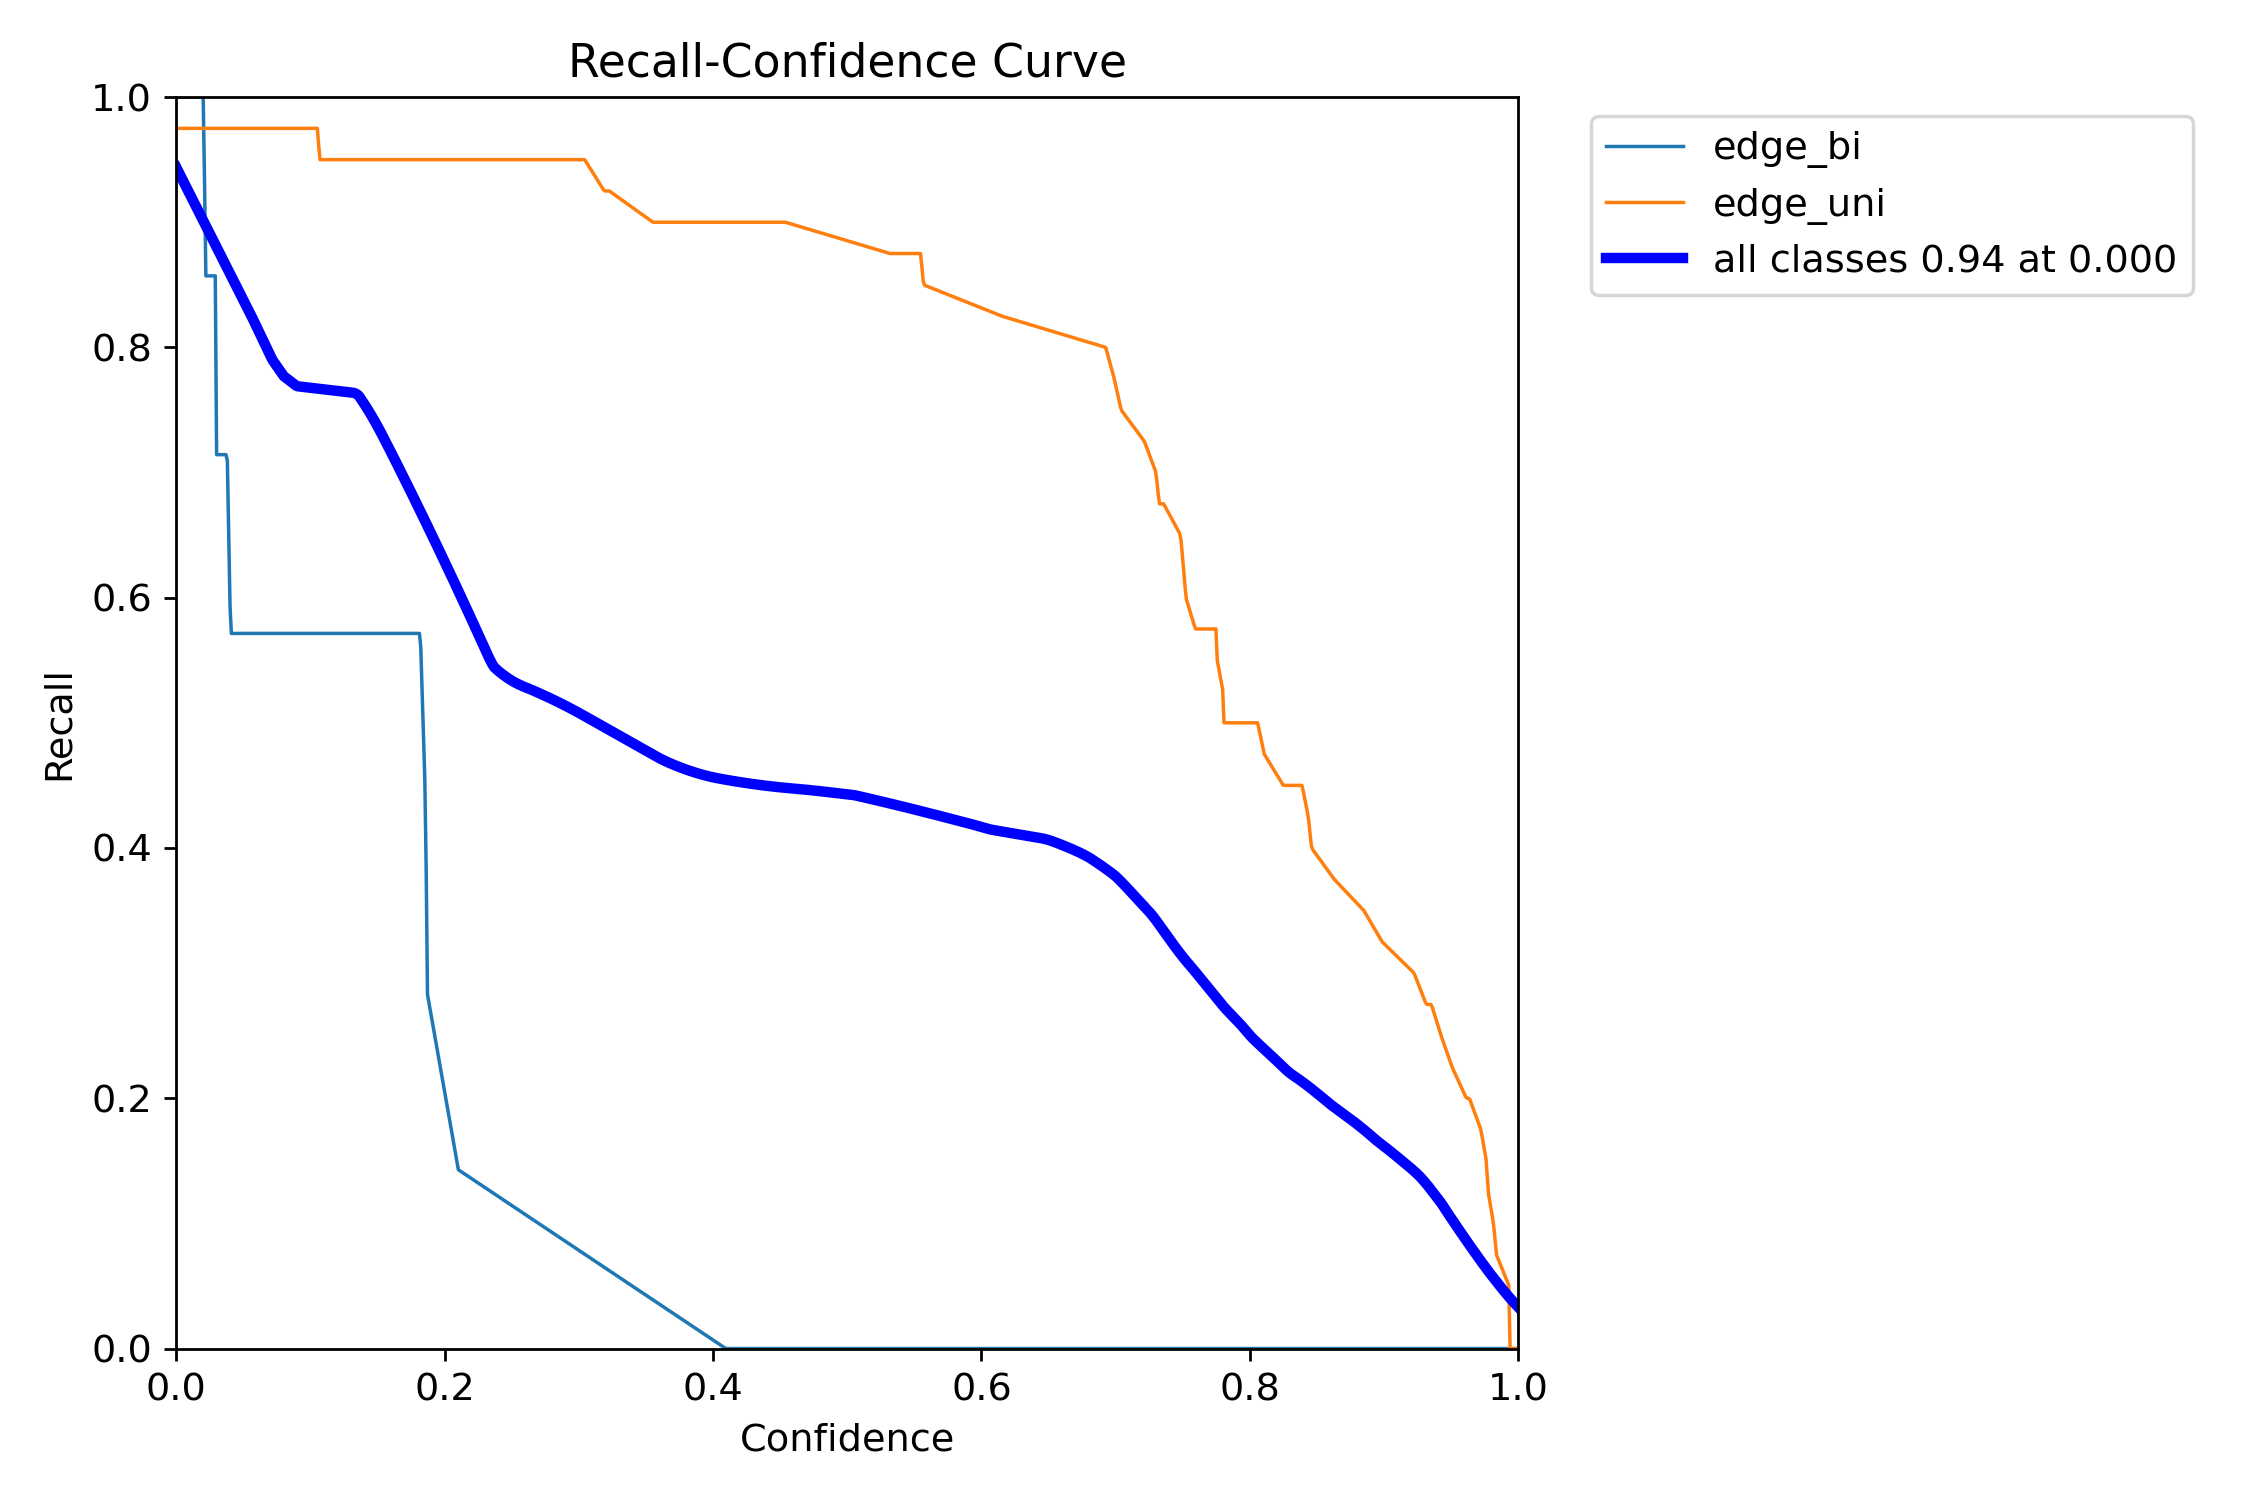 Recall-Confidence Curve
1.0
0.8
0.6
0.4
0.2
0.0
Recall
0.0 0.2 0.4 0.6 0.8 1.0
Confidence
edge_bi
edge_uni
all classes 0.94 at 0.000